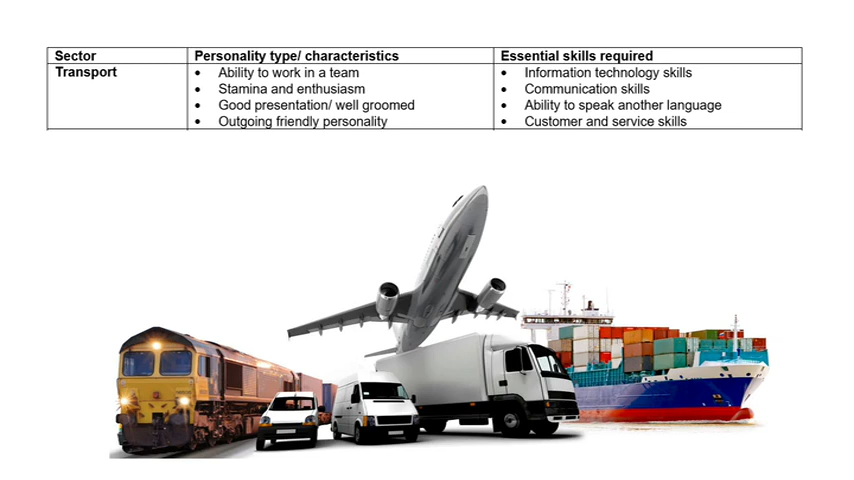 Sector Personality type/ characteristics Essential skills required
Transport • Ability to work in a team • Information technology skills
• Stamina and enthusiasm • Communication skills
• Good presentation/ well groomed • Ability to speak another language
• Outgoing friendly personality • Customer and service skills